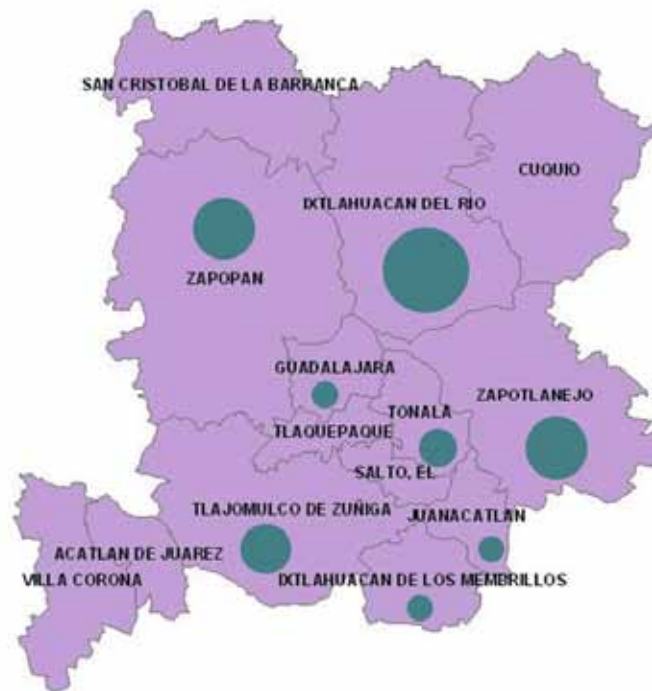 SAN CRISTOBAL DE LA BARRANCA
CUQUIO
IXTLAHUACAN DEL RIO
ZAPOPAN
GUADALAJARA
ZAPOTLANEJO
TONALA
TLAQUEPAQUE
SALTO, EL
TLAJOMULCO DE ZUÑIGA
JUANACATLAN
ACATLAN DE JUAREZ
VILLA CORONA
IXTLAHUACAN DE LOS MEMBRILLOS